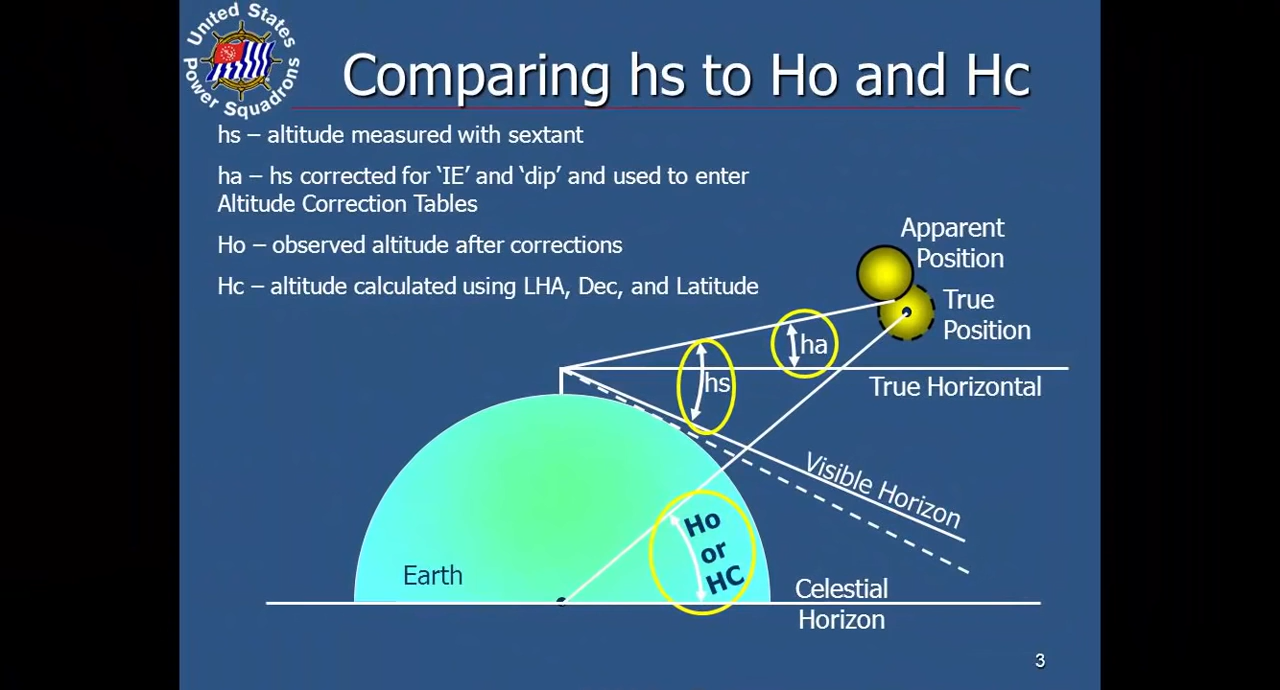 United States
Power Squadrons
Comparing hs to Ho and Hc
hs – altitude measured with sextant
ha – hs corrected for ‘IE’ and ‘dip’ and used to enter
Altitude Correction Tables
Ho – observed altitude after corrections
Hc – altitude calculated using LHA, Dec, and Latitude
Apparent
Position
True
Position
ha
hs
True Horizontal
Visible Horizon
Ho
or
HC
Earth
Celestial
Horizon
3